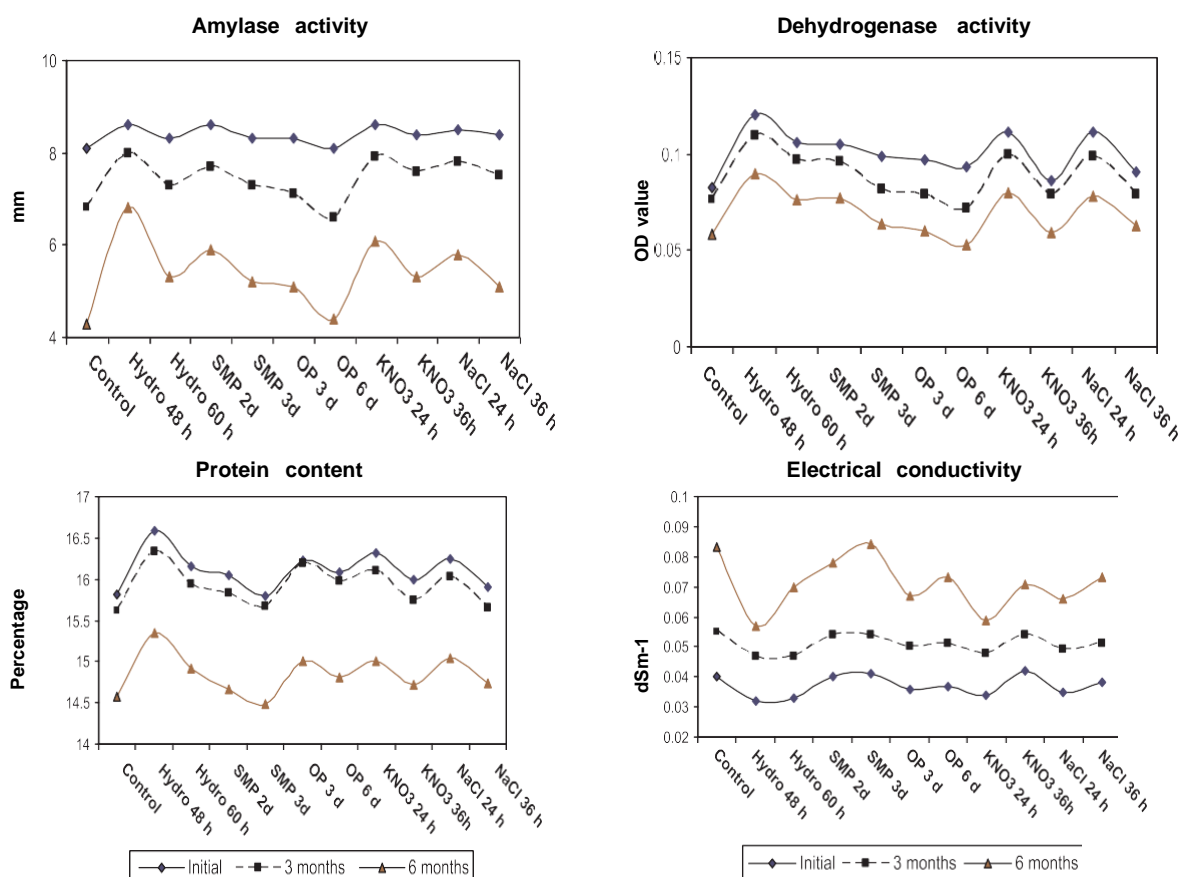 Amylase activity
10
8
6
4
mm
Control
Hydro 48 h
Hydro 60 h
SMP 2d
SMP 3d
OP 3 d
OP 6 d
KNO3 24 h
KNO3 36 h
NaCl 24 h
NaCl 36 h
Dehydrogenase activity
0.15
0.1
0.05
0
OD value
Control
Hydro 48 h
Hydro 60 h
SMP 2d
SMP 3d
OP 3 d
OP 6 d
KNO3 24 h
KNO3 36h
NaCl 24 h
NaCl 36 h
Protein content
17
16.5
16
15.5
15
14.5
14
Percentage
Control
Hydro 48 h
Hydro 60 h
SMP 2d
SMP 3d
OP 3 d
OP 6 d
KNO3 24 h
KNO3 36h
NaCl 24 h
NaCl 36 h
Initial 3 months 6 months
Electrical conductivity
0.1
0.09
0.08
0.07
0.06
0.05
0.04
0.03
0.02
dSm-1
Control
Hydro 48 h
Hydro 60 h
SMP 2d
SMP 3d
OP 3 d
OP 6 d
KNO3 24 h
KNO3 36h
NaCl 24 h
NaCl 36 h
Initial 3 months 6 months